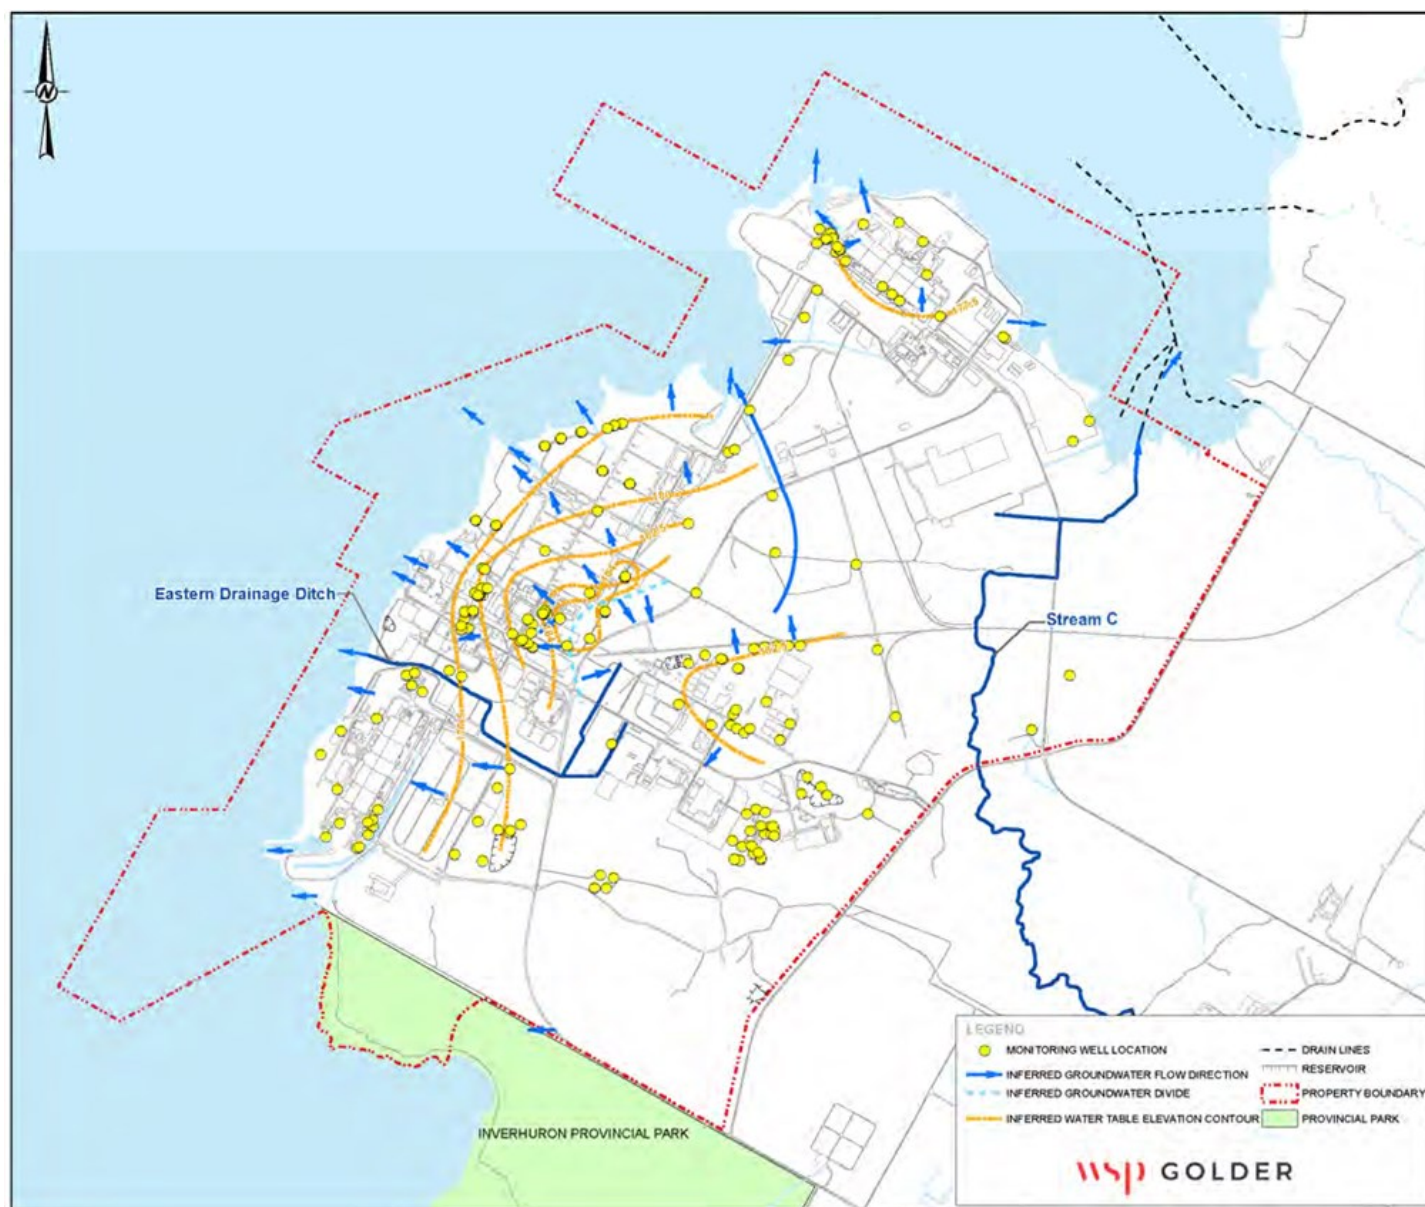 N
Eastern Drainage Ditch
Stream C
INVERHURON PROVINCIAL PARK
LEGEND
MONITORING WELL LOCATION
INFERRED GROUNDWATER FLOW DIRECTION
INFERRED GROUNDWATER DIVIDE
INFERRED WATER TABLE ELEVATION CONTOUR
DRAIN LINES
RESERVOIR
PROPERTY BOUNDARY
PROVINCIAL PARK
wsp GOLDER